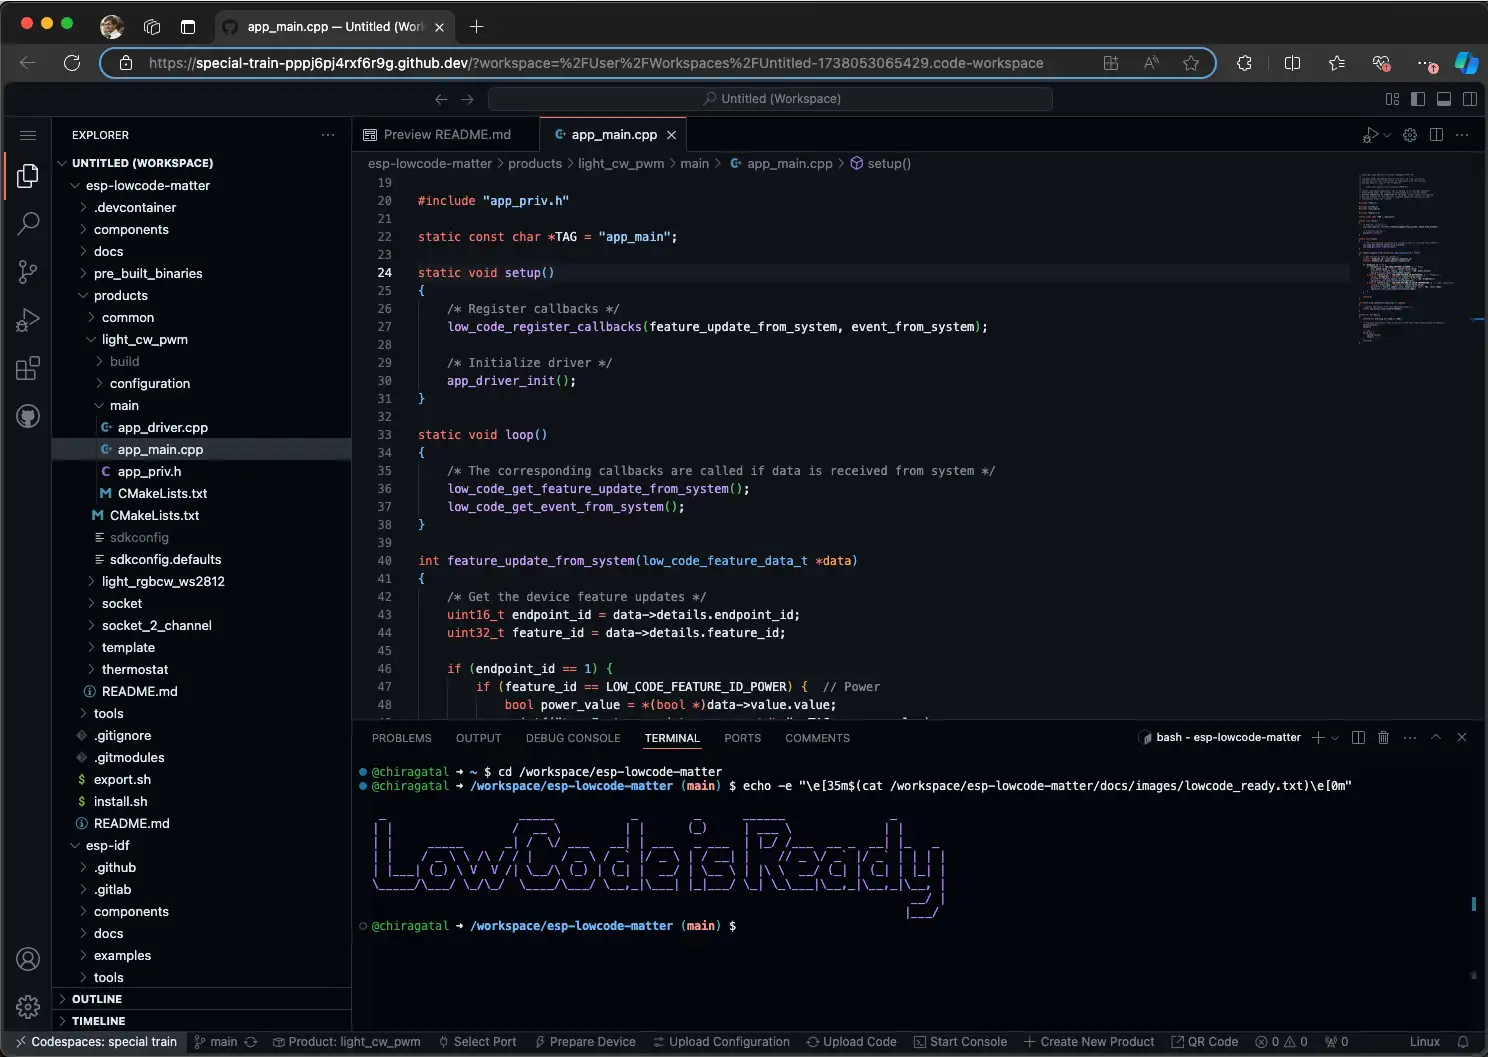 app_main.cpp — Untitled (Work
https://special-train-pppj6pj4rxf6r9g.github.dev/?workspace=%2FUser%2FWorkspaces%2FUntitled-1738053065429.code-workspace
Untitled (Workspace)
EXPLORER
UNTITLED (WORKSPACE)
esp-lowcode-matter
.devcontainer
components
docs
pre_built_binaries
products
common
light_cw_pwm
build
configuration
main
app_driver.cpp
app_main.cpp
app_priv.h
CMakeLists.txt
CMakeLists.txt
sdkconfig
sdkconfig.defaults
light_rgbcw_ws2812
socket
socket_2_channel
template
thermostat
README.md
tools
.gitignore
.gitmodules
export.sh
install.sh
README.md
esp-idf
.github
.gitlab
components
docs
examples
tools
OUTLINE
TIMELINE
Preview README.md
app_main.cpp
esp-lowcode-matter > products > light_cw_pwm > main > app_main.cpp > setup()
19
20 #include "app_priv.h"
21
22 static const char *TAG = "app_main";
23
24 static void setup()
25 {
26 /* Register callbacks */
27 low_code_register_callbacks(feature_update_from_system, event_from_system);
28
29 /* Initialize driver */
30 app_driver_init();
31 }
32
33 static void loop()
34 {
35 /* The corresponding callbacks are called if data is received from system */
36 low_code_get_feature_update_from_system();
37 low_code_get_event_from_system();
38 }
39
40 int feature_update_from_system(low_code_feature_data_t *data)
41 {
42 /* Get the device feature updates */
43 uint16_t endpoint_id = data->details.endpoint_id;
44 uint32_t feature_id = data->details.feature_id;
45
46 if (endpoint_id == 1) {
47 if (feature_id == LOW_CODE_FEATURE_ID_POWER) { // Power
48 bool power_value = *(bool *)data->value.value;
PROBLEMS OUTPUT DEBUG CONSOLE TERMINAL PORTS COMMENTS
bash - esp-lowcode-matter
@chiragatal → ~ $ cd /workspace/esp-lowcode-matter
@chiragatal → /workspace/esp-lowcode-matter (main) $ echo -e "\e[35m$(cat /workspace/esp-lowcode-matter/docs/images/lowcode_ready.txt)\e[0m"
LowCode is Ready
@chiragatal → /workspace/esp-lowcode-matter (main) $
Codespaces: special train main Product: light_cw_pwm Select Port Prepare Device Upload Configuration Upload Code Start Console Create New Product QR Code 0 0 0 Linux